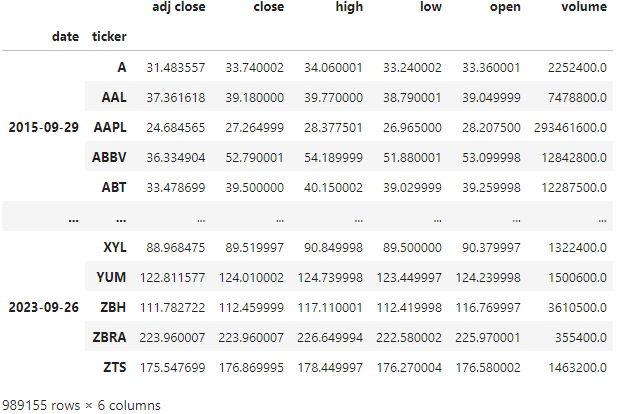 adj close close high low open volume
date ticker
A 31.483557 33.740002 34.060001 33.240002 33.360001 2252400.0
AAL 37.361618 39.180000 39.770000 38.790001 39.049999 7478800.0
2015-09-29 AAPL 24.684565 27.264999 28.377501 26.965000 28.207500 293461600.0
ABBV 36.334904 52.790001 54.189999 51.880001 53.099998 12842800.0
ABT 33.478699 39.500000 40.150002 39.029999 39.259998 12287500.0
... ... ... ... ... ... ... ...
XYL 88.968475 89.519997 90.849998 89.500000 90.379997 1322400.0
YUM 122.811577 124.010002 124.739998 123.449997 124.239998 1500600.0
2023-09-26 ZBH 111.782722 112.459999 117.110001 112.419998 116.769997 3610500.0
ZBRA 223.960007 223.960007 226.649994 222.580002 225.970001 355400.0
ZTS 175.547699 176.869995 178.449997 176.270004 176.580002 1463200.0
989155 rows × 6 columns